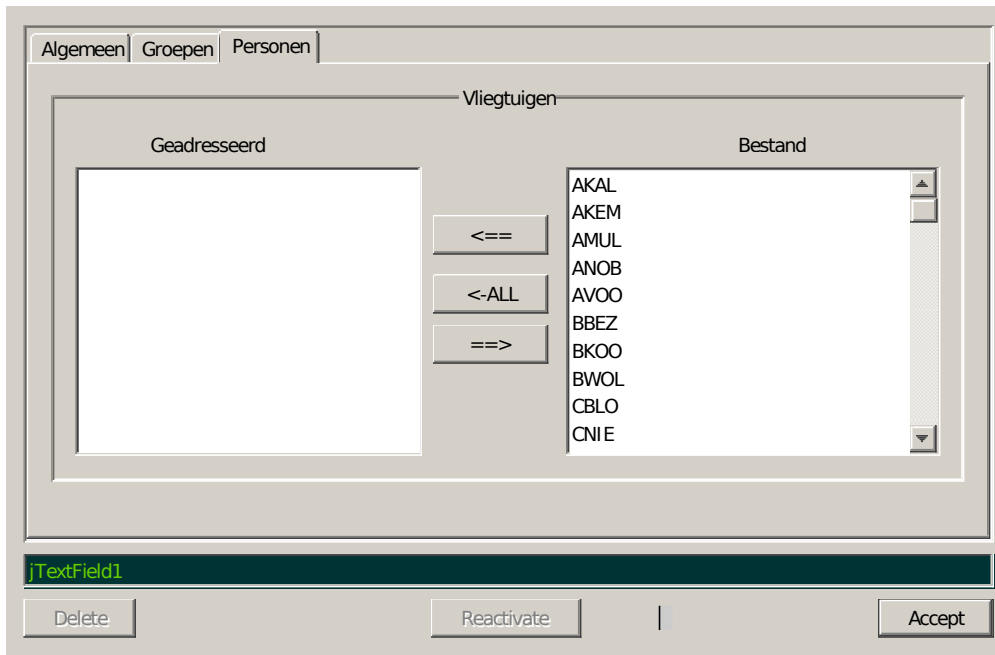 Algemeen Groepen Personen
Vliegtuigen
Geadresseerd Bestand
AKAL
AKEM
<== AMUL
ANOB
<-ALL AVOO
BBEZ
==> BKOO
BWOL
CBLO
CNIE
jTextField1
Delete Reactivate Accept